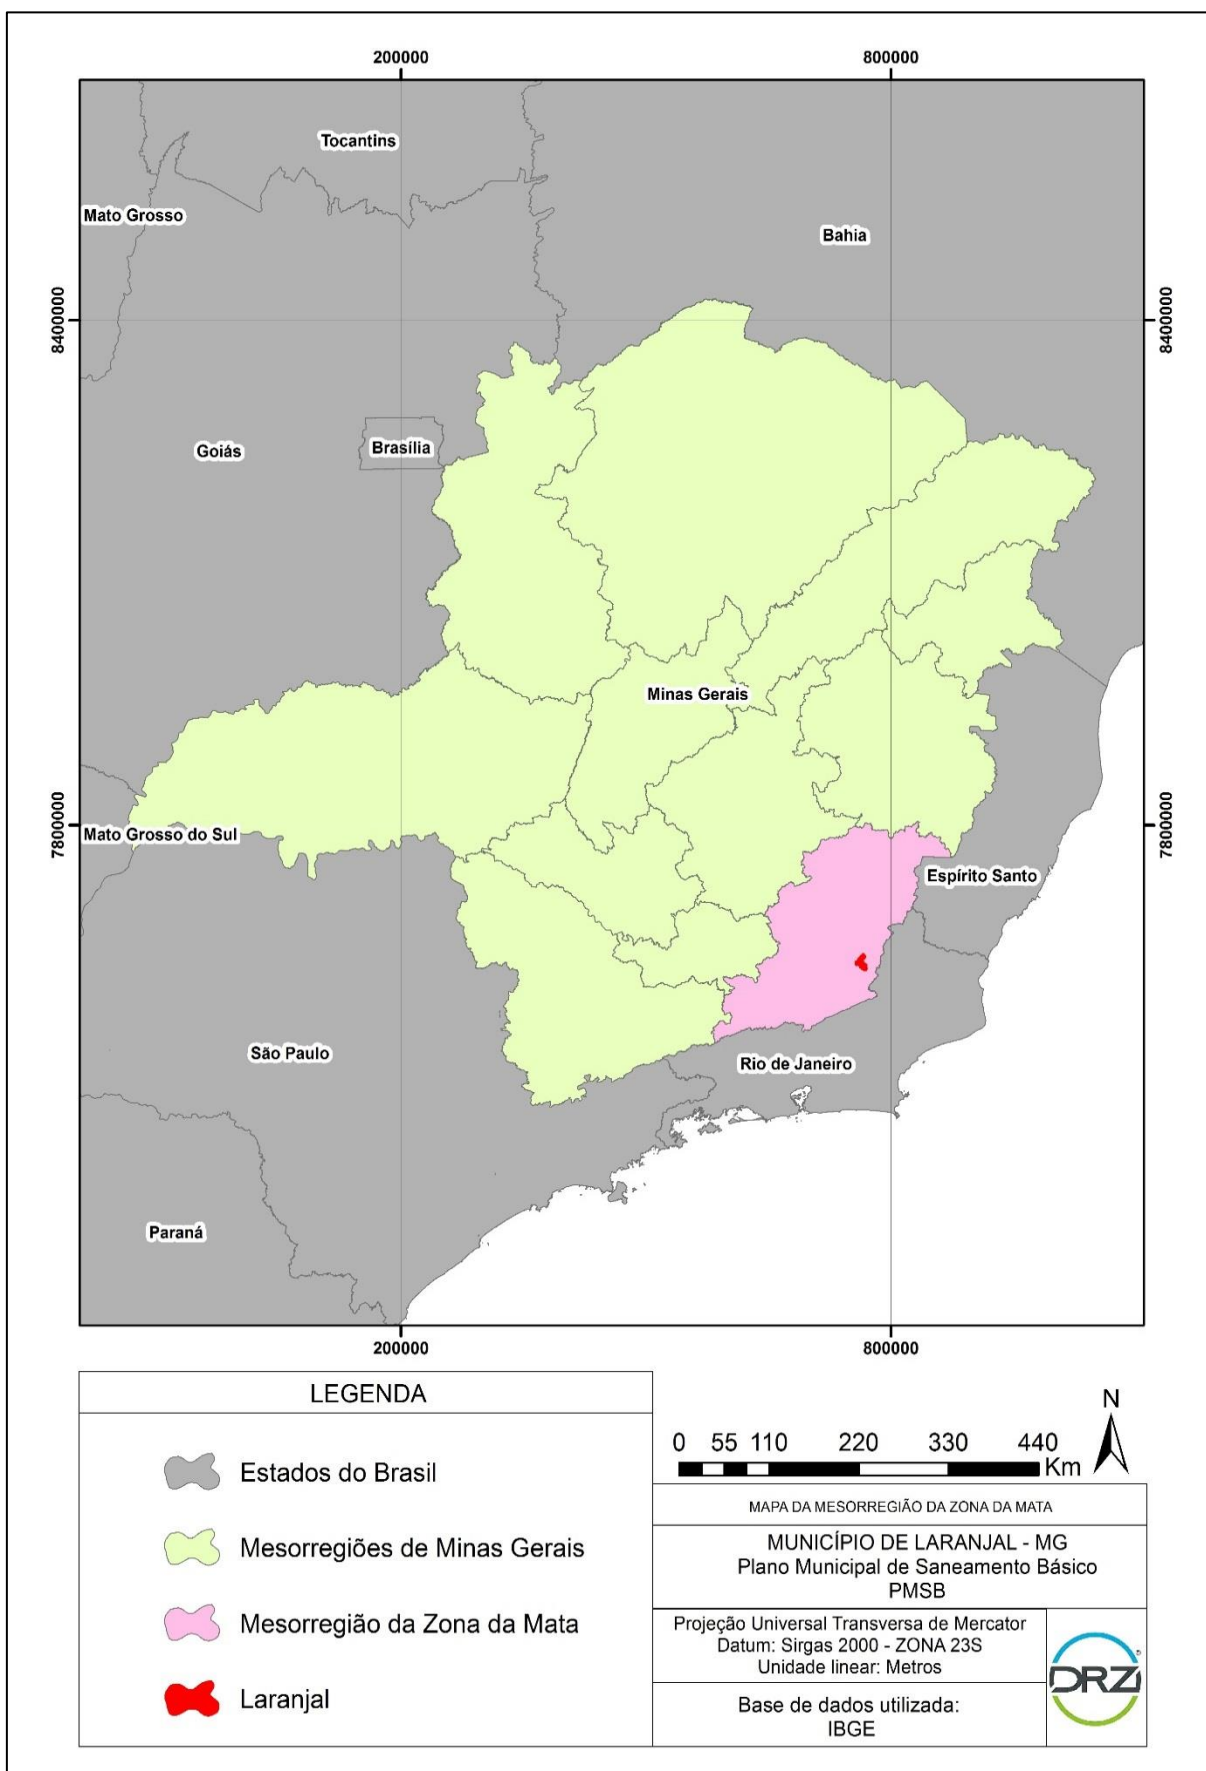 200000
800000
Tocantins
Mato Grosso
Bahia
8400000
8400000
Goiás
Brasília
Minas Gerais
7800000
7800000
Mato Grosso do Sul
Espírito Santo
São Paulo
Rio de Janeiro
Paraná
200000
800000
LEGENDA
Estados do Brasil
Mesorregiões de Minas Gerais
Mesorregião da Zona da Mata
Laranjal
N
0 55 110 220 330 440
Km
MAPA DA MESORREGIÃO DA ZONA DA MATA
MUNICÍPIO DE LARANJAL - MG
Plano Municipal de Saneamento Básico
PMSB
Projeção Universal Transversa de Mercator
Datum: Sirgas 2000 - ZONA 23S
Unidade linear: Metros
Base de dados utilizada:
IBGE
DRZ